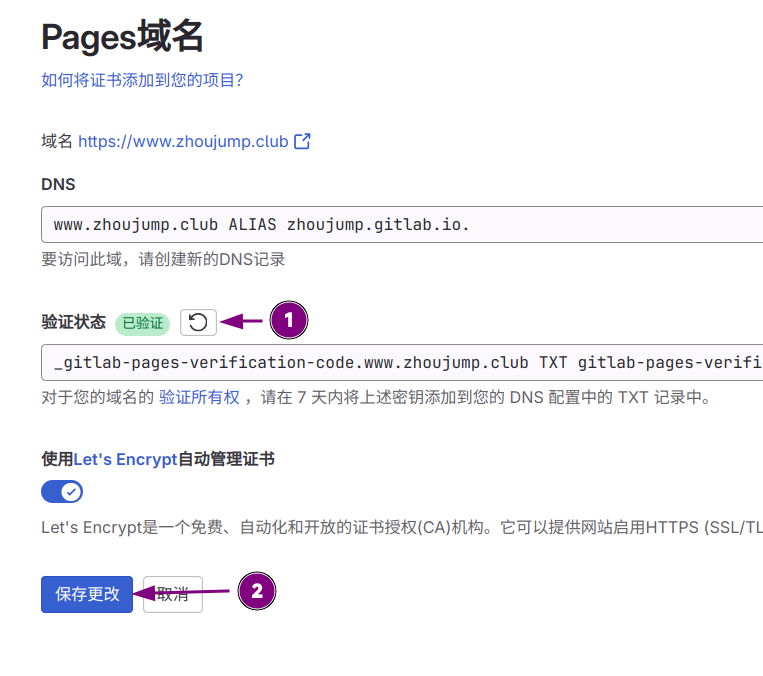 Pages域名
如何将证书添加到您的项目？
域名 https://www.zhoujump.club
DNS
www.zhoujump.club ALIAS zhoujump.gitlab.io.
要访问此域，请创建新的DNS记录
验证状态 已验证 1
_gitlab-pages-verification-code.www.zhoujump.club TXT gitlab-pages-verifi
对于您的域名的 验证所有权 ，请在 7 天内将上述密钥添加到您的 DNS 配置中的 TXT 记录中。
使用Let's Encrypt自动管理证书
Let's Encrypt是一个免费、自动化和开放的证书授权(CA)机构。它可以提供网站启用HTTPS (SSL/TL
保存更改 取消 2